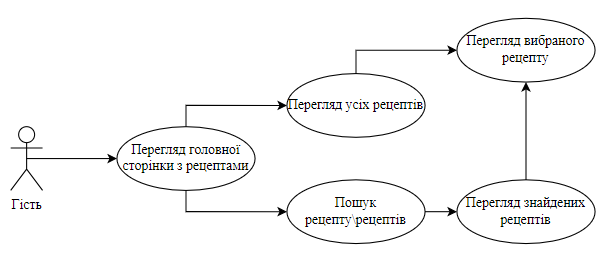 Перегляд вибраного
рецепту
Перегляд усіх рецептів
Перегляд головної
сторінки з рецептами
Гість
Пошук
рецепту\рецептів
Перегляд знайдених
рецептів